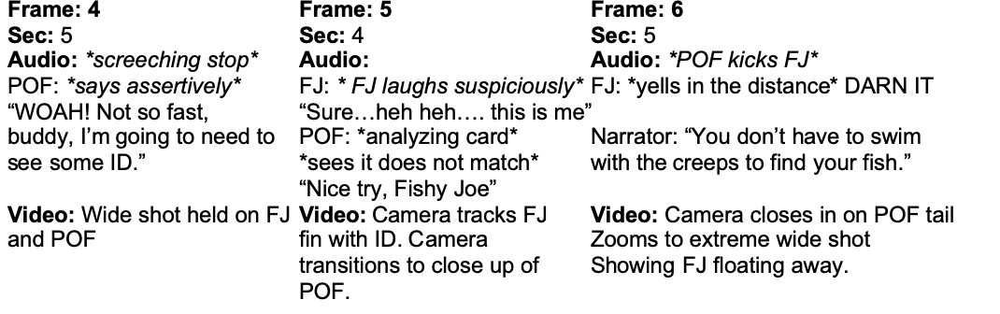 Frame: 4
Sec: 5
Audio: *screeching stop*
POF: *says assertively*
“WOAH! Not so fast,
buddy, I’m going to need to
see some ID.”
Video: Wide shot held on FJ
and POF
Frame: 5
Sec: 4
Audio:
FJ: * FJ laughs suspiciously*
“Sure…heh heh…. this is me”
POF: *analyzing card*
*sees it does not match*
“Nice try, Fishy Joe”
Video: Camera tracks FJ
fin with ID. Camera
transitions to close up of
POF.
Frame: 6
Sec: 5
Audio: *POF kicks FJ*
FJ: *yells in the distance* DARN IT
Narrator: “You don’t have to swim
with the creeps to find your fish.”
Video: Camera closes in on POF tail
Zooms to extreme wide shot
Showing FJ floating away.